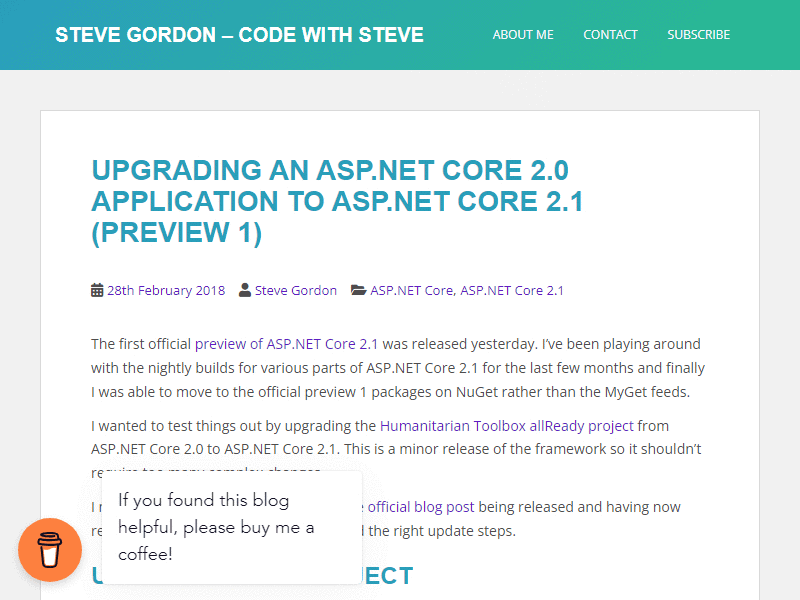 STEVE GORDON – CODE WITH STEVE
ABOUT ME CONTACT SUBSCRIBE
UPGRADING AN ASP.NET CORE 2.0
APPLICATION TO ASP.NET CORE 2.1
(PREVIEW 1)
28th February 2018 Steve Gordon ASP.NET Core, ASP.NET Core 2.1
The first official preview of ASP.NET Core 2.1 was released yesterday. I've been playing around
with the nightly builds for various parts of ASP.NET Core 2.1 for the last few months and finally
I was able to move to the official preview 1 packages on NuGet rather than the MyGet feeds.
I wanted to test things out by upgrading the Humanitarian Toolbox allReady project from
ASP.NET Core 2.0 to ASP.NET Core 2.1. This is a minor release of the framework so it shouldn't
require too many complex changes.
I official blog post being released and having now
the right update steps.
If you found this blog
helpful, please buy me a
coffee!